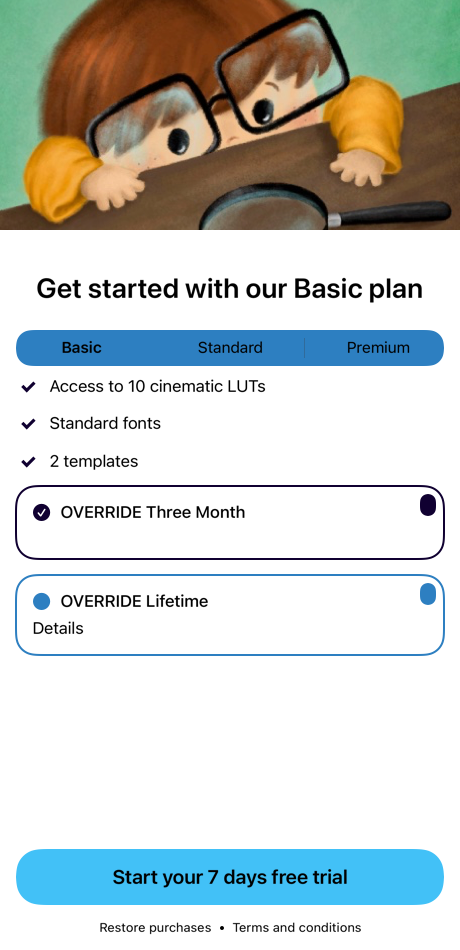 Get started with our Basic plan
Basic Standard Premium
Access to 10 cinematic LUTs
Standard fonts
2 templates
OVERRIDE Three Month
OVERRIDE Lifetime
Details
Start your 7 days free trial
Restore purchases • Terms and conditions